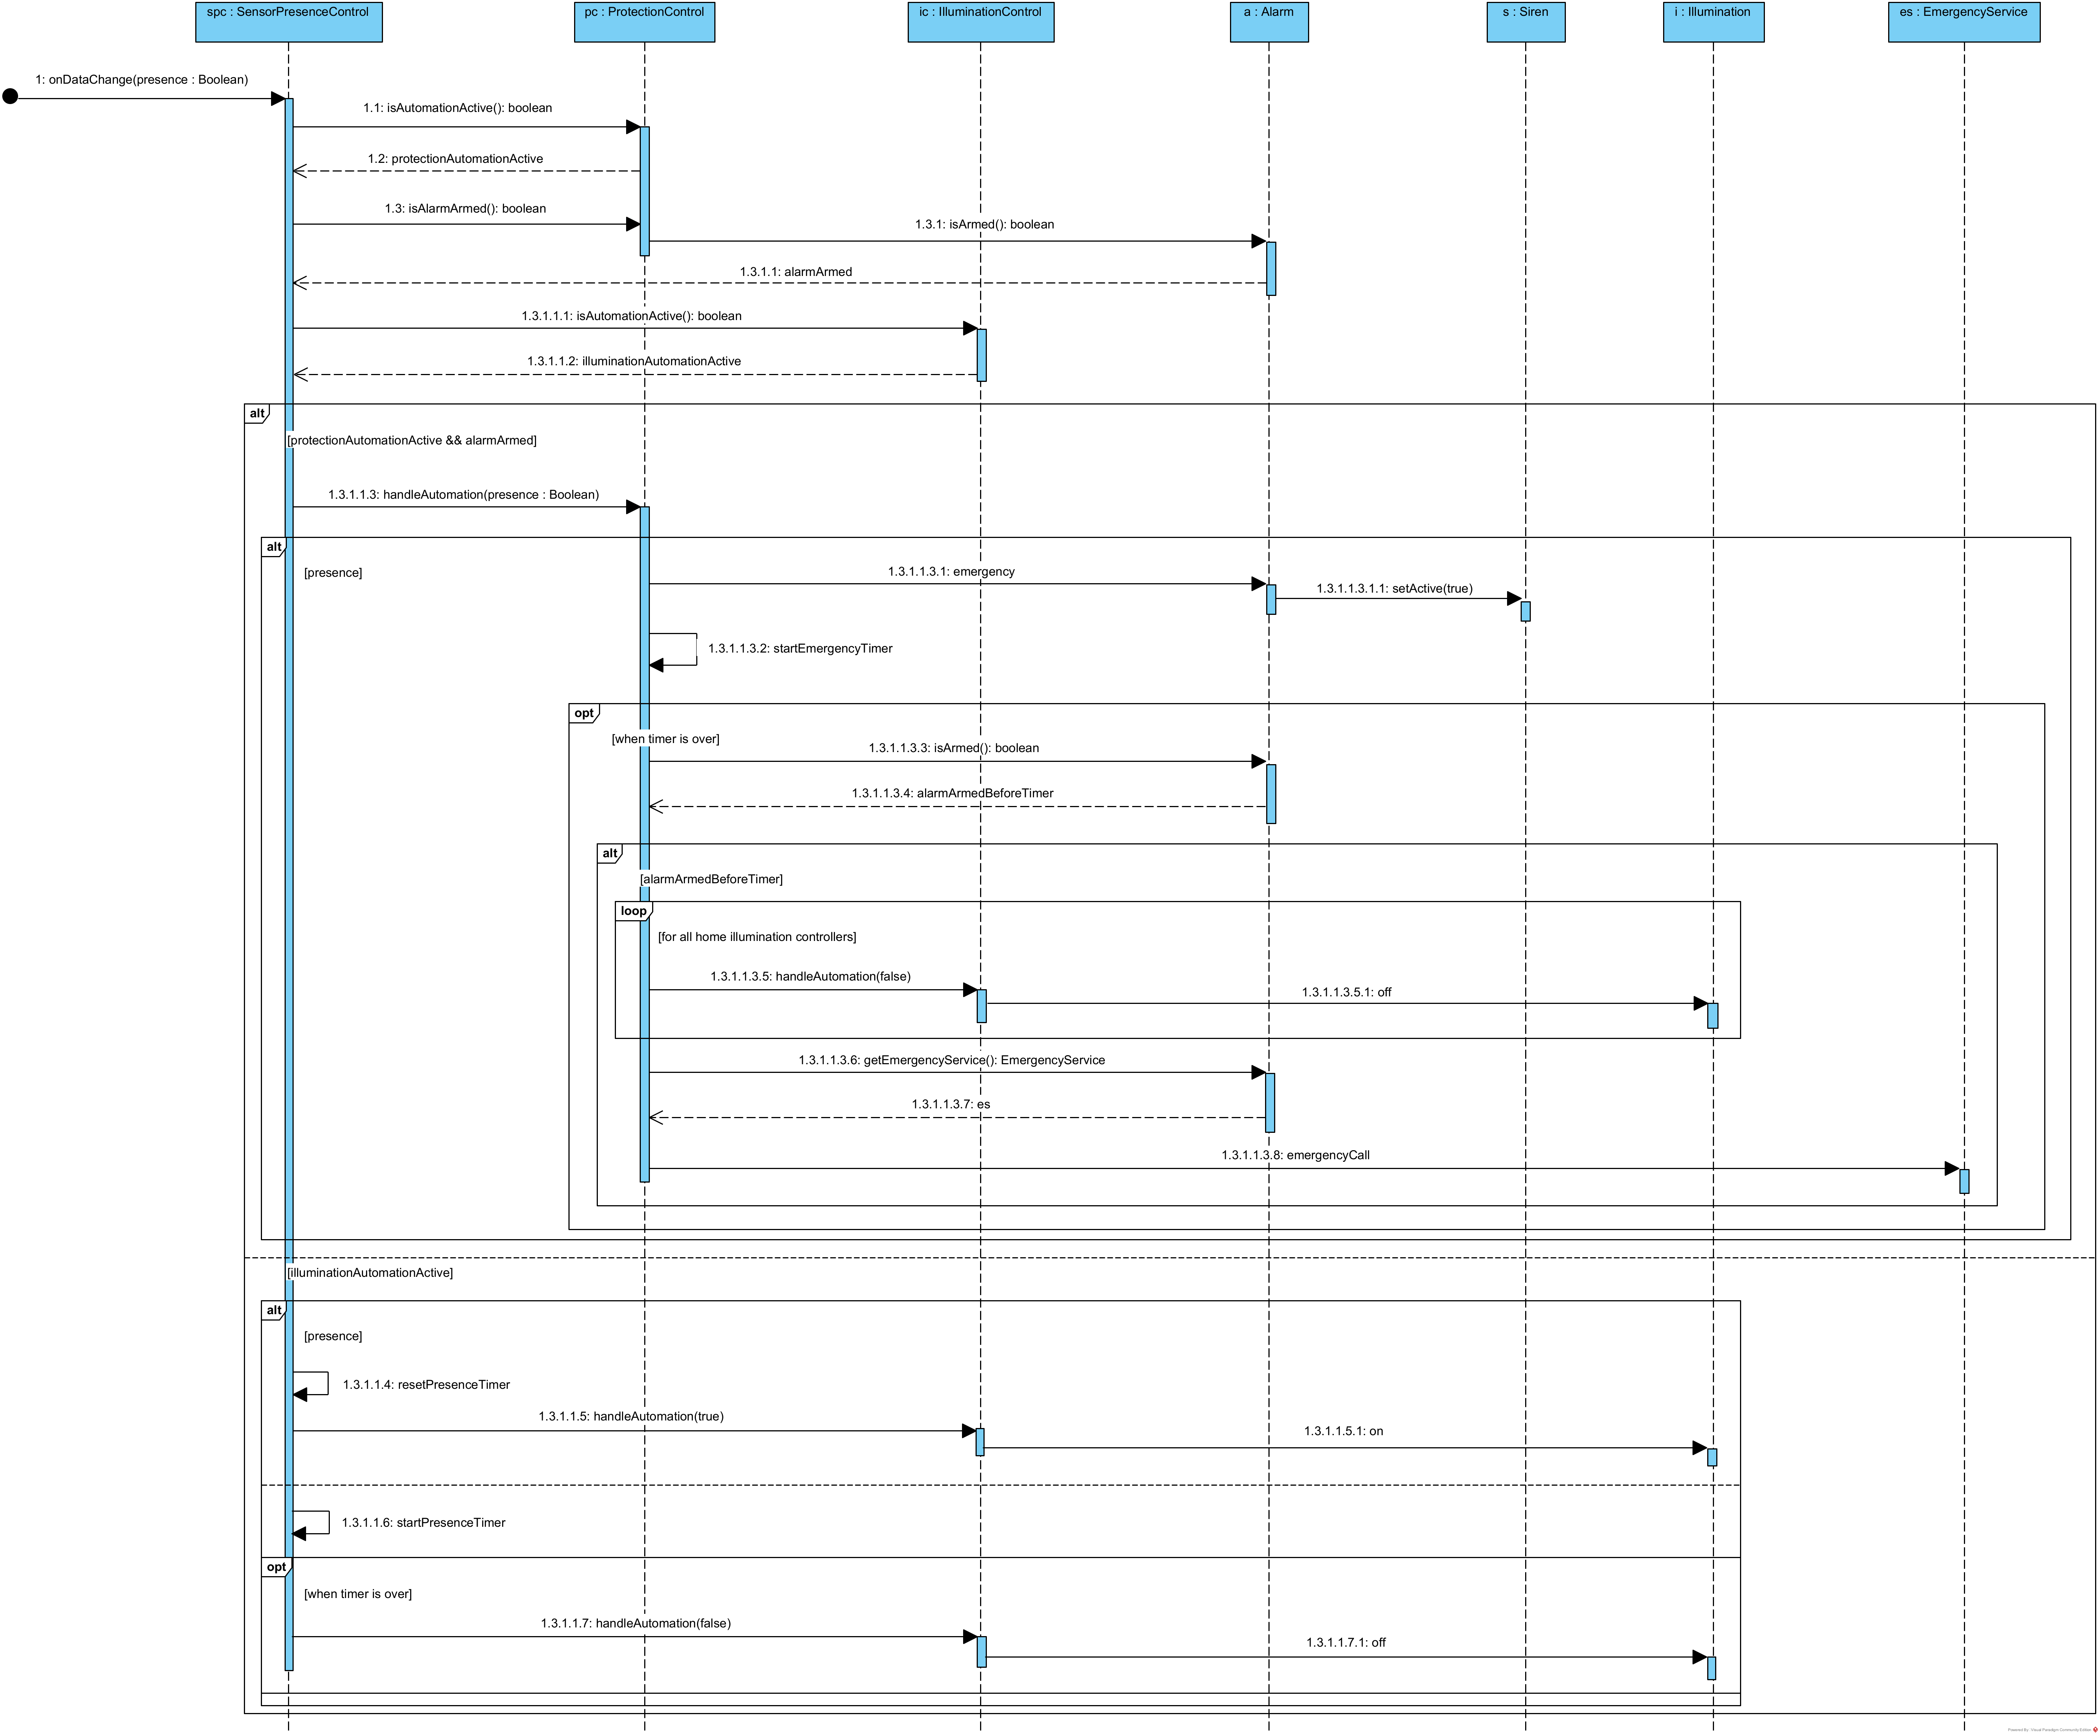 spc : SensorPresenceControl
pc : ProtectionControl
ic : IlluminationControl
a : Alarm
s : Siren
i : Illumination
es : EmergencyService
1: onDataChange(presence : Boolean)
1.1: isAutomationActive(): boolean
1.2: protectionAutomationActive
1.3: isAlarmArmed(): boolean
1.3.1: isArmed(): boolean
1.3.1.1: alarmArmed
1.3.1.1.1: isAutomationActive(): boolean
1.3.1.1.2: illuminationAutomationActive
alt
[protectionAutomationActive && alarmArmed]
1.3.1.1.3: handleAutomation(presence : Boolean)
alt
[presence]
1.3.1.1.3.1: emergency
1.3.1.1.3.1.1: setActive(true)
1.3.1.1.3.2: startEmergencyTimer
opt
[when timer is over]
1.3.1.1.3.3: isArmed(): boolean
1.3.1.1.3.4: alarmArmedBeforeTimer
alt
[alarmArmedBeforeTimer]
loop
[for all home illumination controllers]
1.3.1.1.3.5: handleAutomation(false)
1.3.1.1.3.5.1: off
1.3.1.1.3.6: getEmergencyService(): EmergencyService
1.3.1.1.3.7: es
1.3.1.1.3.8: emergencyCall
[illuminationAutomationActive]
alt
[presence]
1.3.1.1.4: resetPresenceTimer
1.3.1.1.5: handleAutomation(true)
1.3.1.1.5.1: on
1.3.1.1.6: startPresenceTimer
opt
[when timer is over]
1.3.1.1.7: handleAutomation(false)
1.3.1.1.7.1: off
Powered By: Visual Paradigm Community Edition